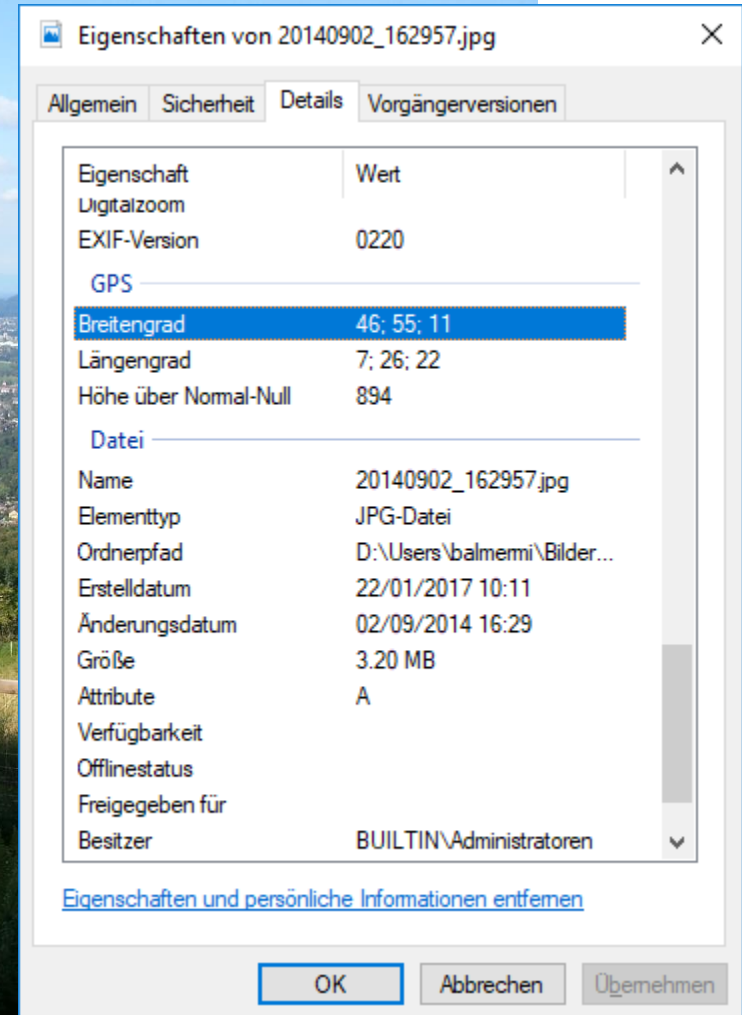 Eigenschaften von 20140902_162957.jpg
Allgemein Sicherheit Details Vorgängerversionen
Eigenschaft Wert
Digitalzoom
EXIF-Version 0220
GPS
Breitengrad 46; 55; 11
Längengrad 7; 26; 22
Höhe über Normal-Null 894
Datei
Name 20140902_162957.jpg
Elementtyp JPG-Datei
Ordnerpfad D:\Users\balmermi\Bilder...
Erstelldatum 22/01/2017 10:11
Änderungsdatum 02/09/2014 16:29
Größe 3.20 MB
Attribute A
Verfügbarkeit
Offlinestatus
Freigegeben für
Besitzer BUILTIN\Administratoren
Eigenschaften und persönliche Informationen entfernen
OK Abbrechen Übernehmen